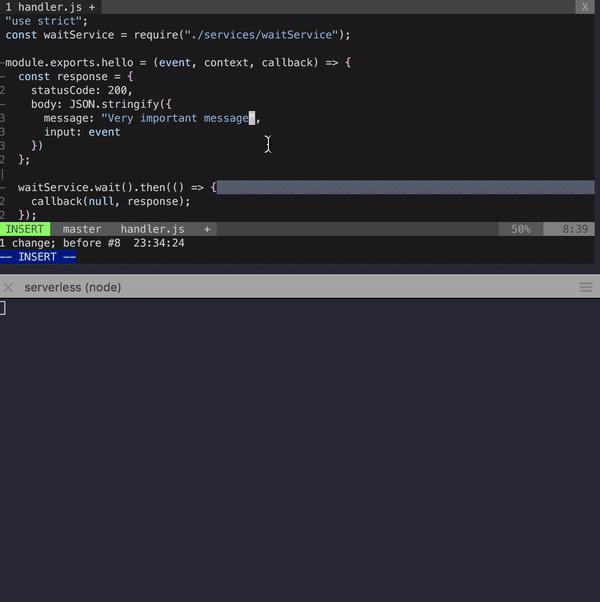 1 handler.js + X
"use strict";
const waitService = require("./services/waitService");
module.exports.hello = (event, context, callback) => {
const response = {
2 statusCode: 200,
body: JSON.stringify({
3 message: "Very important message",
3 input: event
3 })
2 };
waitService.wait().then(() => {
2 callback(null, response);
2 });
INSERT master handler.js + 50% 8:39
1 change; before #8 23:34:24
-- INSERT --
serverless (node)